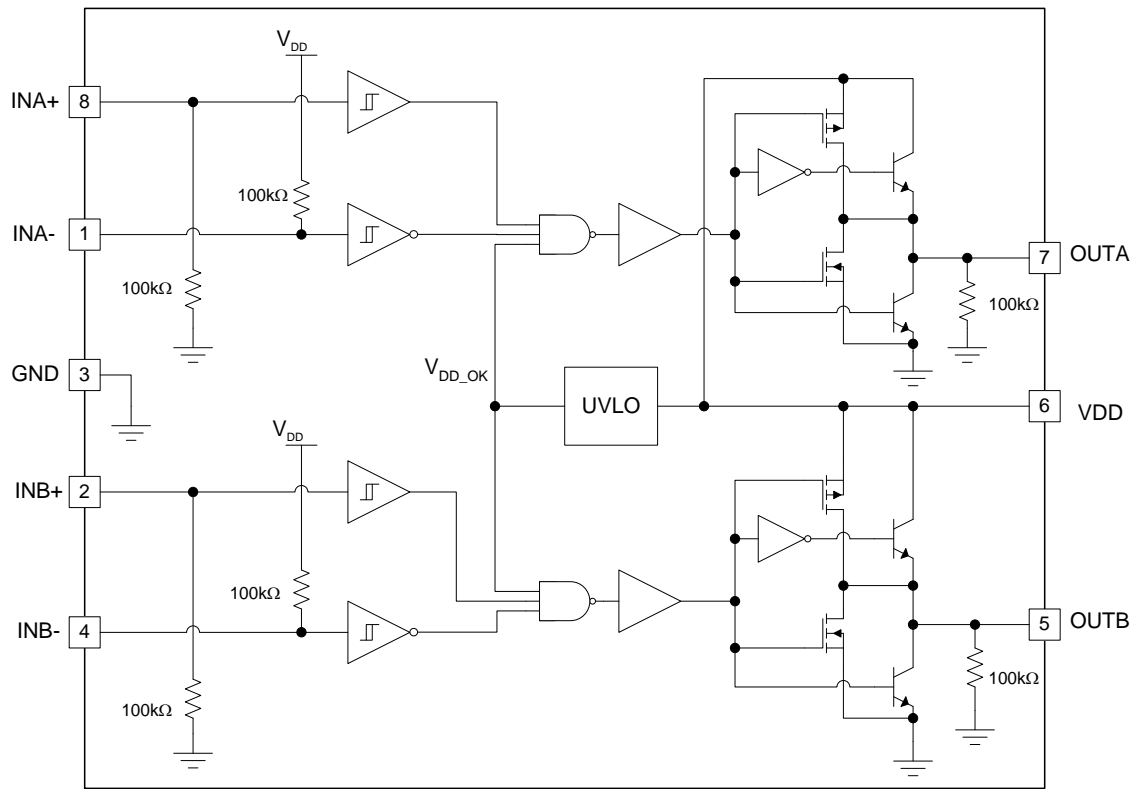 V_DD
INA+ 8
100kΩ
INA- 1
100kΩ
7 OUTA
100kΩ
GND 3
V_DD_OK
UVLO
6 VDD
V_DD
INB+ 2
100kΩ
INB- 4
5 OUTB
100kΩ
100kΩ